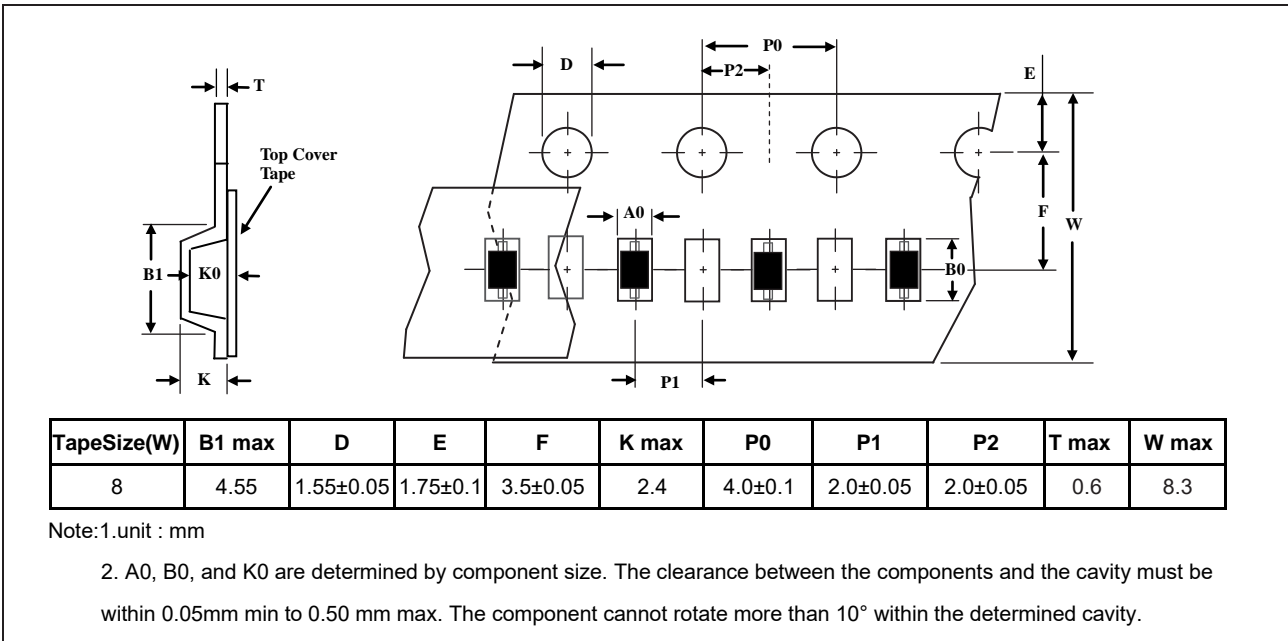 P0
D
P2
E
T
Top Cover
Tape
A0
F
W
B1
K0
B0
K
P1
TapeSize(W) B1 max D E F K max P0 P1 P2 T max W max
8 4.55 1.55±0.05 1.75±0.1 3.5±0.05 2.4 4.0±0.1 2.0±0.05 2.0±0.05 0.6 8.3
Note:1.unit : mm
2. A0, B0, and K0 are determined by component size. The clearance between the components and the cavity must be
within 0.05mm min to 0.50 mm max. The component cannot rotate more than 10° within the determined cavity.